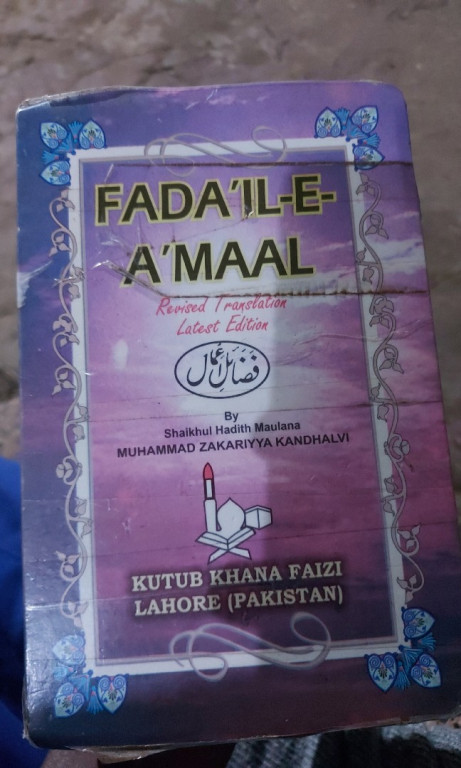 FADA'IL-E-
A'MAAL
Revised Translation
Latest Edition
فضائل اعمال
By
Shaikhul Hadith Maulana
MUHAMMAD ZAKARIYYA KANDHALVI
KUTUB KHANA FAIZI
LAHORE (PAKISTAN)